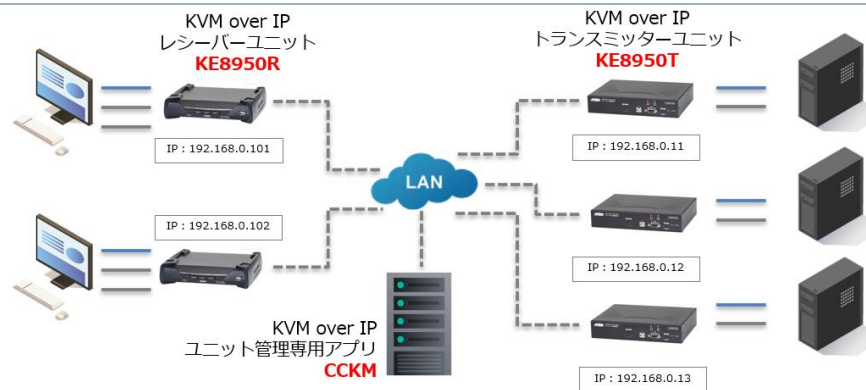 KVM over IP
レシーバーユニット
KE8950R
IP：192.168.0.101
IP：192.168.0.102
LAN
KVM over IP
ユニット管理専用アプリ
CCKM
KVM over IP
トランスミッターユニット
KE8950T
IP：192.168.0.11
IP：192.168.0.12
IP：192.168.0.13